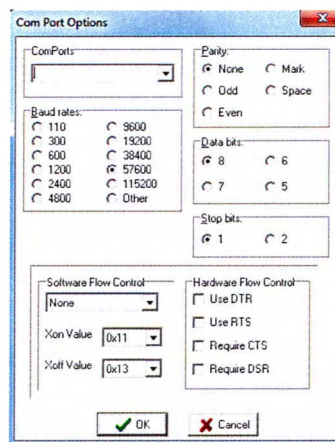 Com Port Options
ComPorts
Parity:
None Mark
Odd Space
Even
Baud rates:
110 9600
300 19200
600 38400
1200 57600
2400 115200
4800 Other
Data bits:
8 6
7 5
Stop bits:
1 2
Software Flow Control
None
Xon Value 0x11
Xoff Value 0x13
Hardware Flow Control
Use DTR
Use RTS
Require CTS
Require DSR
OK Cancel